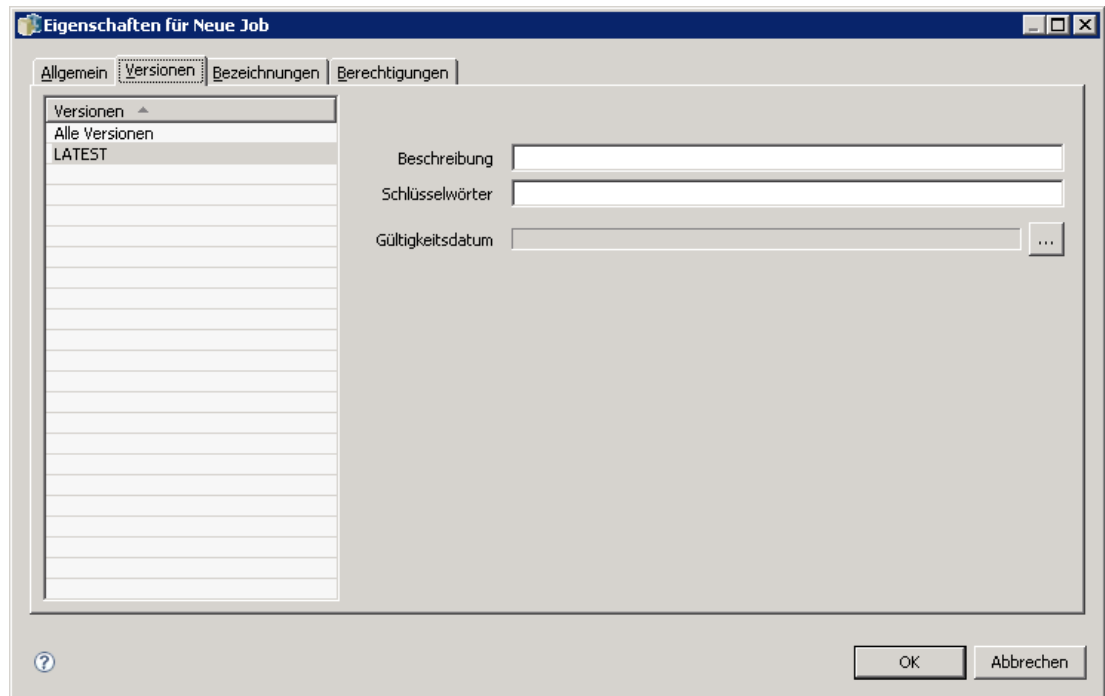 Eigenschaften für Neue Job
Allgemein Versionen Bezeichnungen Berechtigungen
Versionen
Alle Versionen
LATEST
Beschreibung
Schlüsselwörter
Gültigkeitsdatum ...
? OK Abbrechen